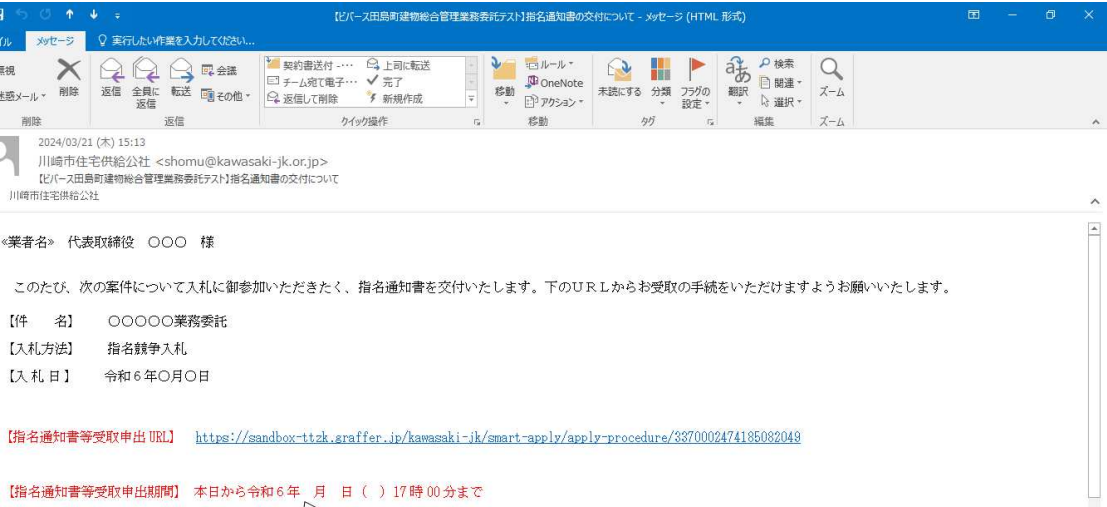 【ビバース田島町建物総合管理業務委託テスト】指名通知書の交付について - メッセージ (HTML 形式)
メッセージ
実行したい作業を入力してください...
削除
返信
全員に返信
転送
会議
その他
契約書送付 -…
チーム宛て電子…
返信して削除
上司に転送
完了
新規作成
移動
ルール
OneNote
アクション
未読にする
分類
フラグの設定
翻訳
検索
関連
選択
ズーム
削除
返信
クイック操作
移動
タグ
編集
ズーム
2024/03/21 (木) 15:13
川崎市住宅供給公社 <shomu@kawasaki-jk.or.jp>
【ビバース田島町建物総合管理業務委託テスト】指名通知書の交付について
川崎市住宅供給公社
«業者名» 代表取締役 〇〇〇 様
このたび、次の案件について入札に御参加いただきたく、指名通知書を交付いたします。下のＵＲＬからお受取の手続をいただけますようお願いいたします。
【件　　名】　〇〇〇〇〇業務委託
【入札方法】　指名競争入札
【入 札 日】　令和６年〇月〇日
【指名通知書等受取申出 URL】 https://sandbox-ttzk.graffer.jp/kawasaki-jk/smart-apply/apply-procedure/3370002474185082049
【指名通知書等受取申出期間】 本日から令和６年　月　日（　）17 時 00 分まで